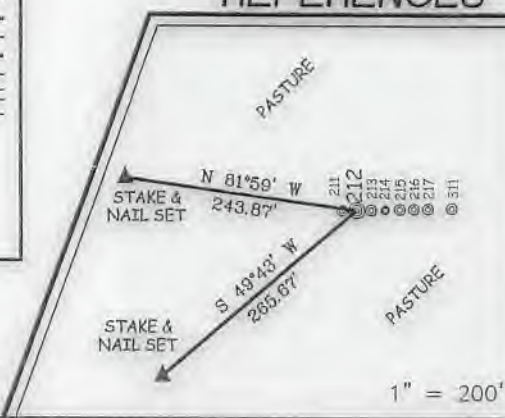 REFERENCES
PASTURE
N 81°59' W
243.87'
STAKE &
NAIL SET
211
212
213
214
215
216
217
311
S 49°43' W
265.67'
STAKE &
NAIL SET
PASTURE
1" = 200'